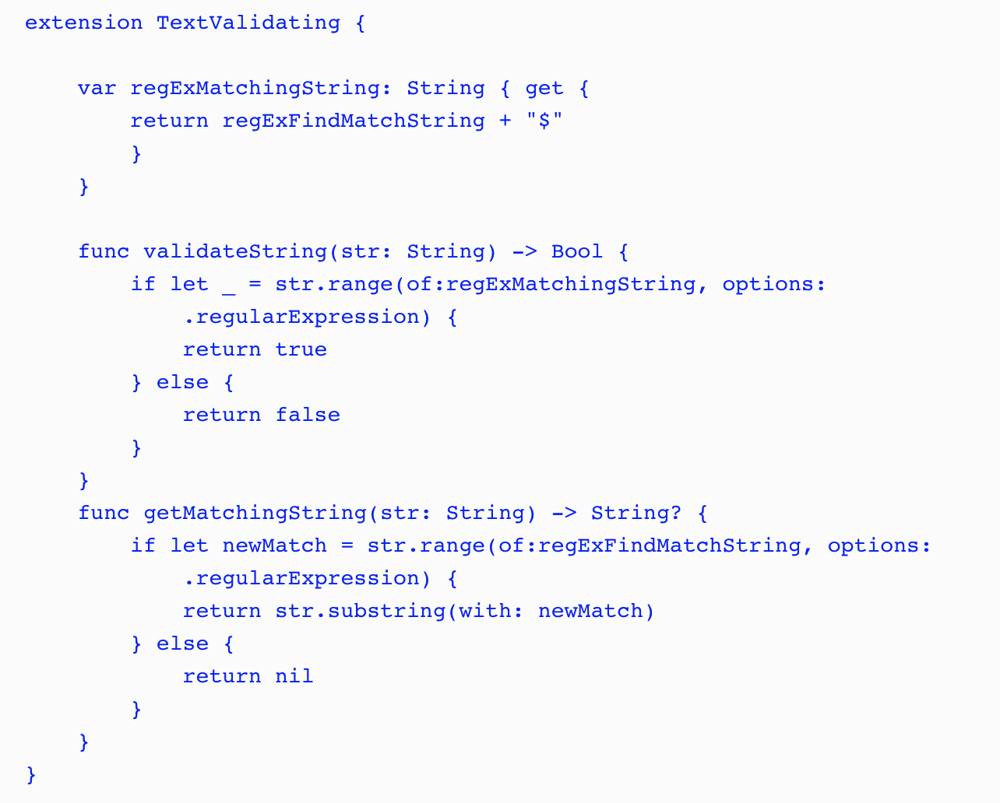 extension TextValidating {
    var regExMatchingString: String { get {
        return regExFindMatchString + "$"
        }
    }
    func validateString(str: String) -> Bool {
        if let _ = str.range(of:regExMatchingString, options:
            .regularExpression) {
            return true
        } else {
            return false
        }
    }
    func getMatchingString(str: String) -> String? {
        if let newMatch = str.range(of:regExFindMatchString, options:
            .regularExpression) {
            return str.substring(with: newMatch)
        } else {
            return nil
        }
    }
}